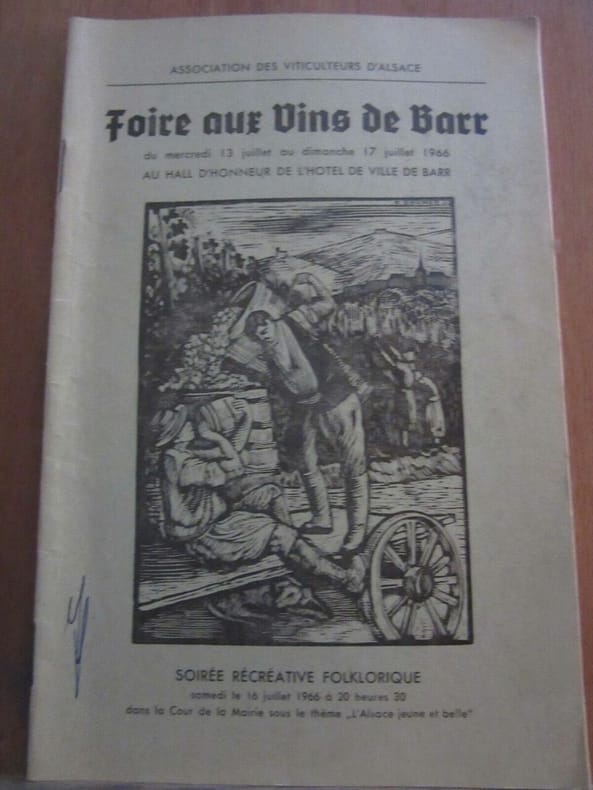 ASSOCIATION DES VITICULTEURS D'ALSACE
Foire aux Vins de Barr
du mercredi 13 juillet au dimanche 17 juillet 1966
AU HALL D'HONNEUR DE L'HOTEL DE VILLE DE BARR
SOIRÉE RÉCRÉATIVE FOLKLORIQUE
samedi le 16 juillet 1966 à 20 heures 30
dans la Cour de la Mairie sous le thème „L'Alsace jeune et belle"